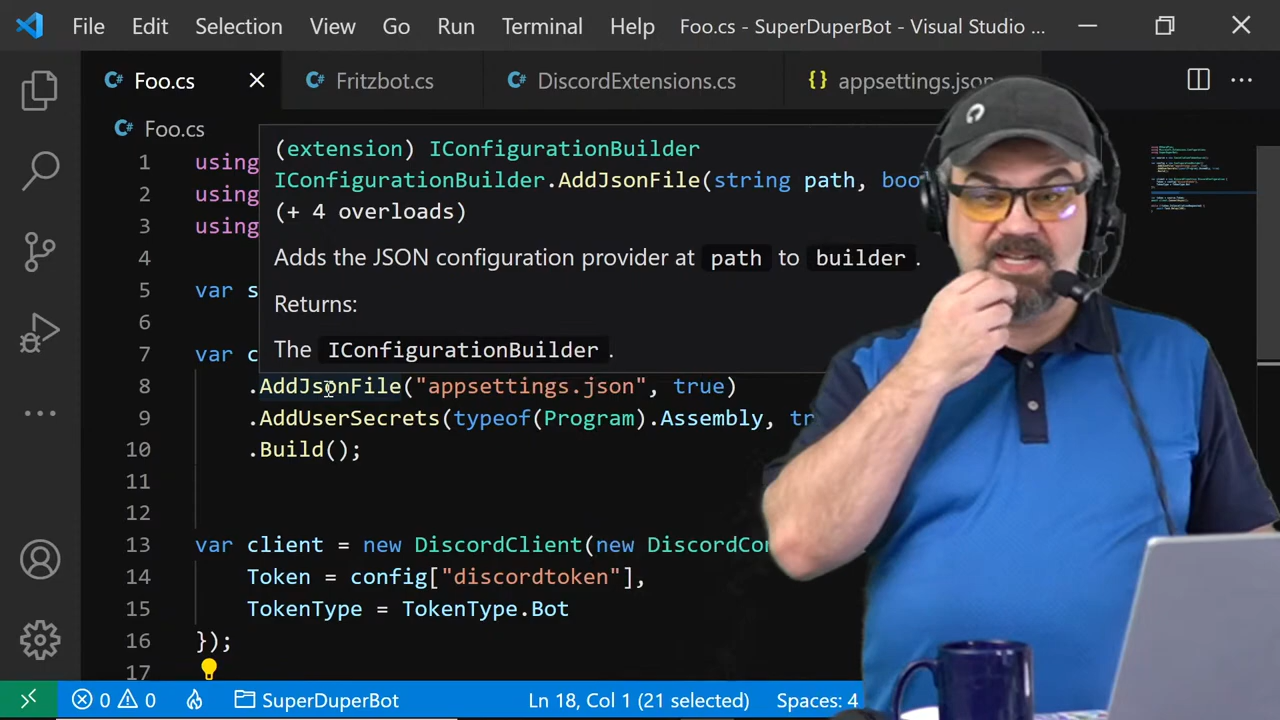 File Edit Selection View Go Run Terminal Help Foo.cs - SuperDuperBot - Visual Studio ...
Foo.cs Fritzbot.cs DiscordExtensions.cs {} appsettings.json
Foo.cs
(extension) IConfigurationBuilder
IConfigurationBuilder.AddJsonFile(string path, boo
(+ 4 overloads)
Adds the JSON configuration provider at path to builder.
Returns:
The IConfigurationBuilder.
1 using
2 using
3 using
4
5 var s
6
7 var c
8 .AddJsonFile("appsettings.json", true)
9 .AddUserSecrets(typeof(Program).Assembly, tr
10 .Build();
11
12
13 var client = new DiscordClient(new DiscordCo
14 Token = config["discordtoken"],
15 TokenType = TokenType.Bot
16 });
17
0 0 SuperDuperBot Ln 18, Col 1 (21 selected) Spaces: 4